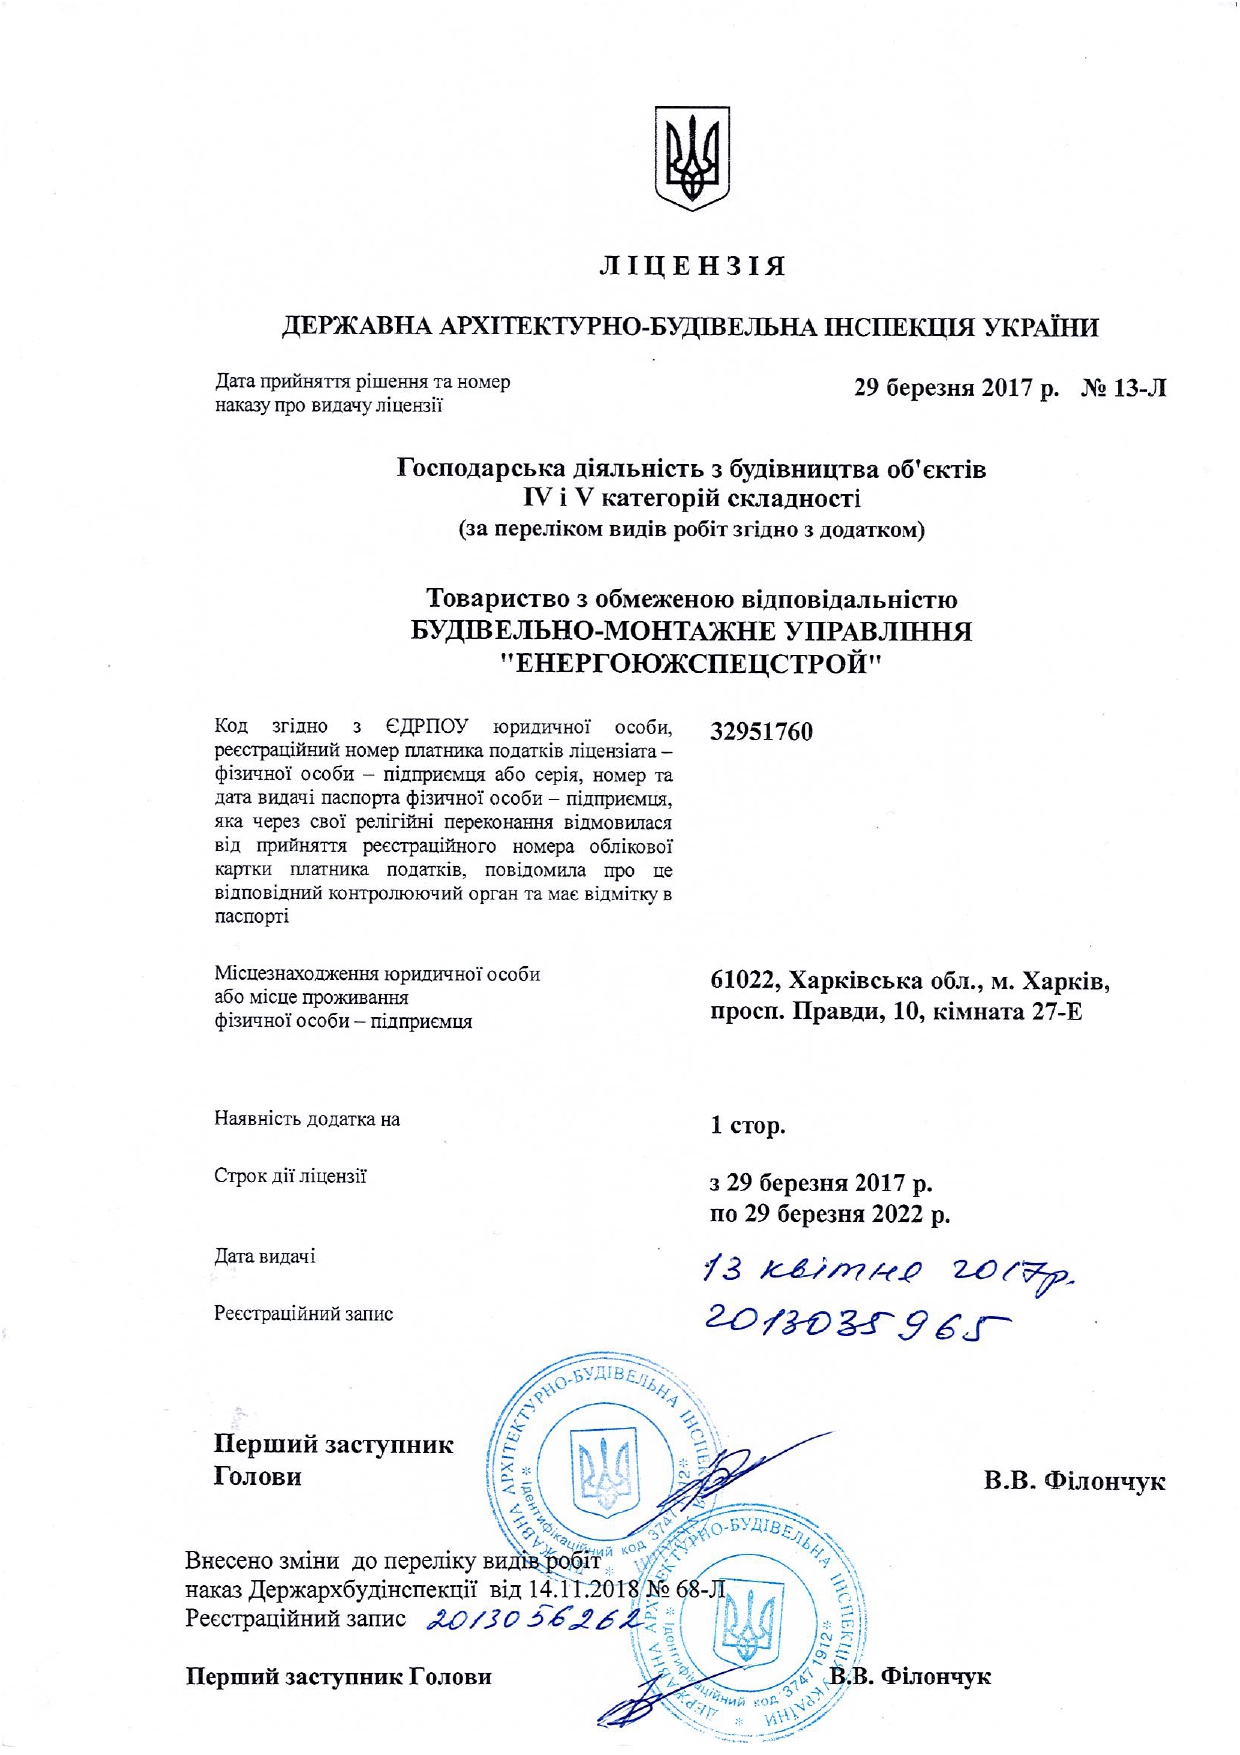 ЛІЦЕНЗІЯ
ДЕРЖАВНА АРХІТЕКТУРНО-БУДІВЕЛЬНА ІНСПЕКЦІЯ УКРАЇНИ
Дата прийняття рішення та номер
наказу про видачу ліцензії
29 березня 2017 р. № 13-Л
Господарська діяльність з будівництва об'єктів
IV і V категорій складності
(за переліком видів робіт згідно з додатком)
Товариство з обмеженою відповідальністю
БУДІВЕЛЬНО-МОНТАЖНЕ УПРАВЛІННЯ
"ЕНЕРГОЮЖСПЕЦСТРОЙ"
Код згідно з ЄДРПОУ юридичної особи,
реєстраційний номер платника податків ліцензіата –
фізичної особи – підприємця або серія, номер та
дата видачі паспорта фізичної особи – підприємця,
яка через свої релігійні переконання відмовилася
від прийняття реєстраційного номера облікової
картки платника податків, повідомила про це
відповідний контролюючий орган та має відмітку в
паспорті
32951760
Місцезнаходження юридичної особи
або місце проживання
фізичної особи – підприємця
61022, Харківська обл., м. Харків,
просп. Правди, 10, кімната 27-Е
Наявність додатка на
1 стор.
Строк дії ліцензії
з 29 березня 2017 р.
по 29 березня 2022 р.
Дата видачі
13 квітня 2017р.
Реєстраційний запис
2013035965
ДЕРЖАВНА АРХІТЕКТУРНО-БУДІВЕЛЬНА ІНСПЕКЦІЯ УКРАЇНИ
* Ідентифікаційний код 37471912 *
Перший заступник
Голови
В.В. Філончук
Внесено зміни до переліку видів робіт
наказ Держархбудінспекції від 14.11.2018 № 68-Л
Реєстраційний запис 2013056262
ДЕРЖАВНА АРХІТЕКТУРНО-БУДІВЕЛЬНА ІНСПЕКЦІЯ УКРАЇНИ
* Ідентифікаційний код 37471912 *
Перший заступник Голови
В.В. Філончук